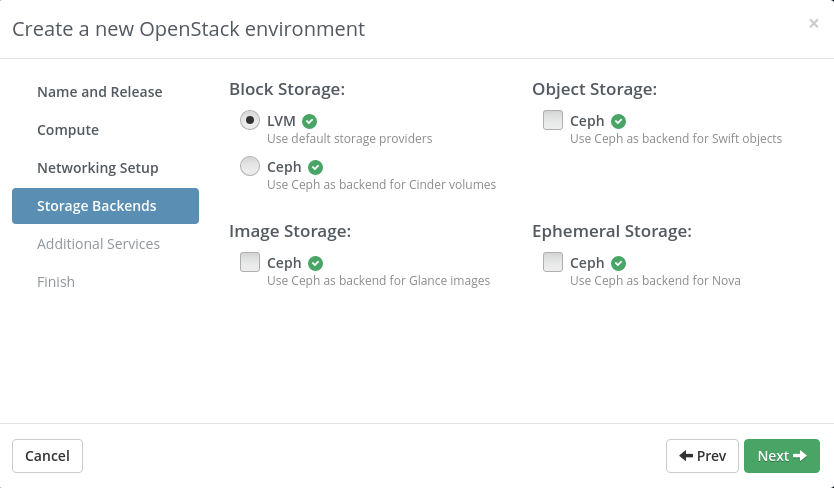 Create a new OpenStack environment
×
Name and Release
Compute
Networking Setup
Storage Backends
Additional Services
Finish
Block Storage:
LVM
Use default storage providers
Ceph
Use Ceph as backend for Cinder volumes
Object Storage:
Ceph
Use Ceph as backend for Swift objects
Image Storage:
Ceph
Use Ceph as backend for Glance images
Ephemeral Storage:
Ceph
Use Ceph as backend for Nova
Cancel
Prev
Next